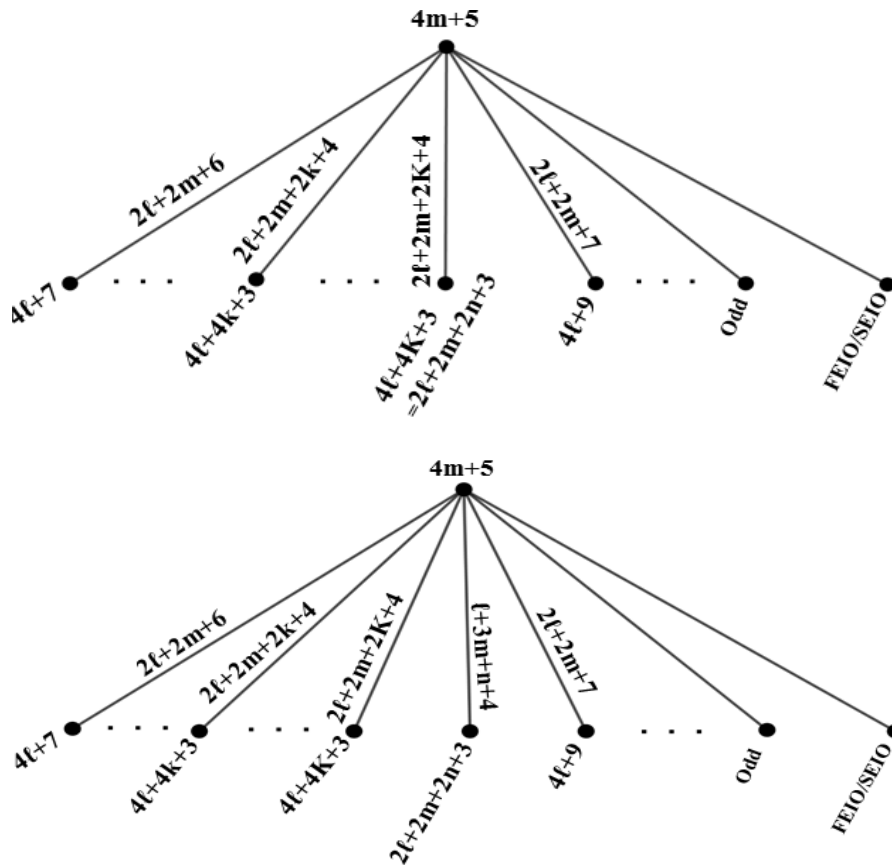 4m+5
2ℓ+2m+6
2ℓ+2m+2k+4
2ℓ+2m+2K+4
2ℓ+2m+7
4ℓ+7
. . .
4ℓ+4k+3
. . .
4ℓ+4K+3
=2ℓ+2m+2n+3
4ℓ+9
. . .
Odd
FEIO/SEIO
4m+5
2ℓ+2m+6
2ℓ+2m+2k+4
2ℓ+2m+2K+4
ℓ+3m+n+4
2ℓ+2m+7
4ℓ+7
. . . .
4ℓ+4k+3
. . . .
4ℓ+4K+3
2ℓ+2m+2n+3
4ℓ+9
. . .
Odd
FEIO/SEIO